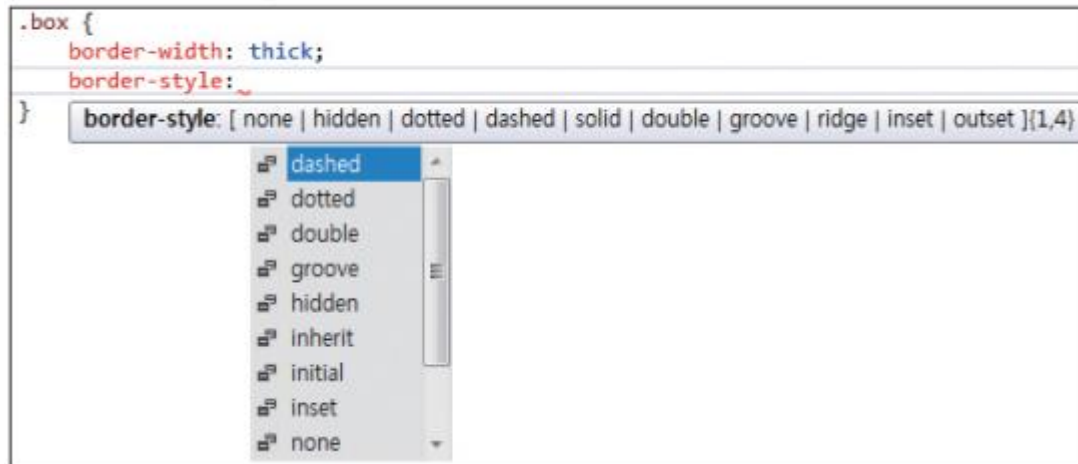 .box {
border-width: thick;
border-style:
}
border-style: [ none | hidden | dotted | dashed | solid | double | groove | ridge | inset | outset ]{1,4}
dashed
dotted
double
groove
hidden
inherit
initial
inset
none